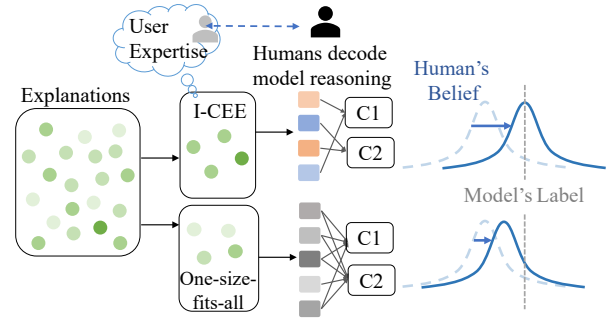 User
Expertise
Humans decode
model reasoning
Human's
Belief
Explanations
I-CEE
C1
C2
Model's Label
One-size-
fits-all
C1
C2